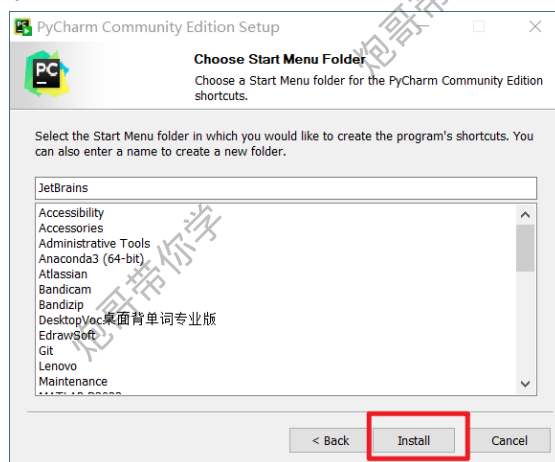 PyCharm Community Edition Setup
PC
Choose Start Menu Folder
Choose a Start Menu folder for the PyCharm Community Edition
shortcuts.
Select the Start Menu folder in which you would like to create the program's shortcuts. You
can also enter a name to create a new folder.
JetBrains
Accessibility
Accessories
Administrative Tools
Anaconda3 (64-bit)
Atlassian
Bandicam
Bandizip
DesktopVoc桌面背单词专业版
EdrawSoft
Git
Lenovo
Maintenance
< Back
Install
Cancel
炮哥带你学
炮哥带